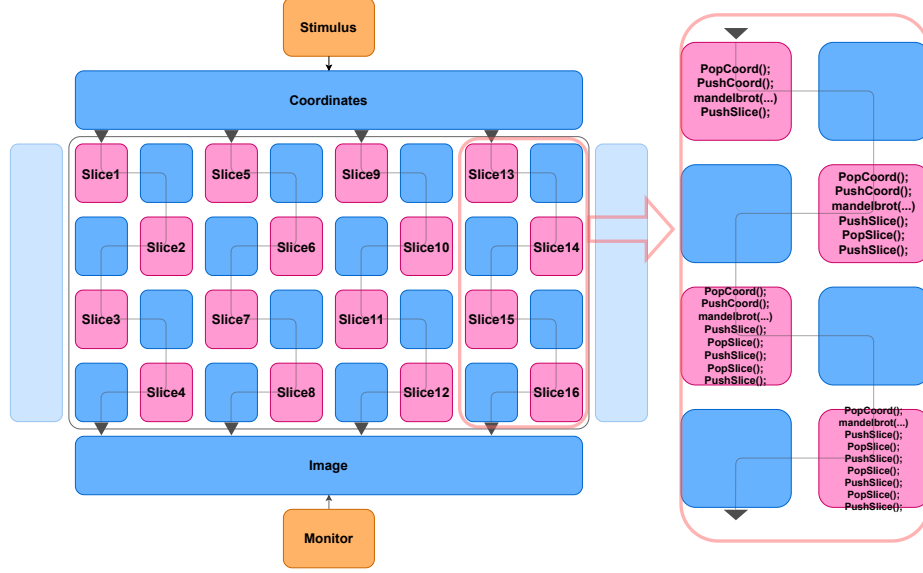 Stimulus
Coordinates
Slice1
Slice5
Slice9
Slice13
Slice2
Slice6
Slice10
Slice14
Slice3
Slice7
Slice11
Slice15
Slice4
Slice8
Slice12
Slice16
Image
Monitor
PopCoord();
PushCoord();
mandelbrot(...)
PushSlice();
PopCoord();
PushCoord();
mandelbrot(...)
PushSlice();
PopSlice();
PushSlice();
PopCoord();
PushCoord();
mandelbrot(...)
PushSlice();
PopSlice();
PushSlice();
PopSlice();
PushSlice();
PopCoord();
mandelbrot(...)
PushSlice();
PopSlice();
PushSlice();
PopSlice();
PushSlice();
PopSlice();
PushSlice();